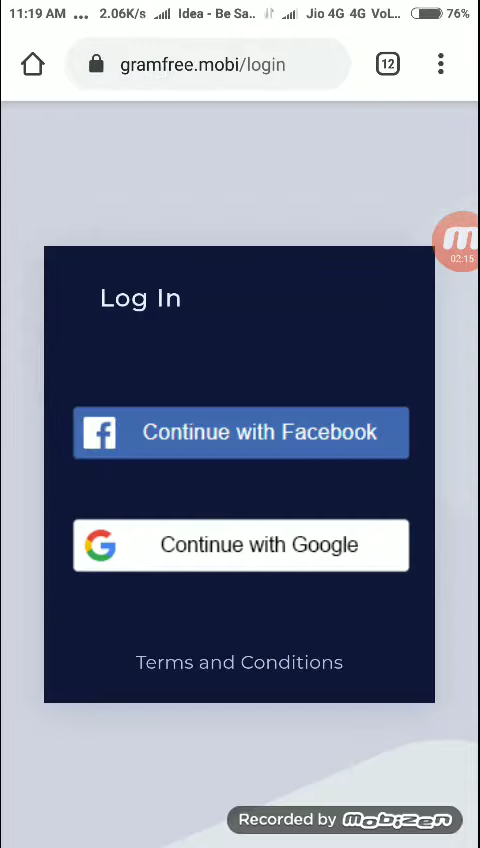 11:19 AM ... 2.06K/s Idea - Be Sa.. Jio 4G 4G VoL... 76%
gramfree.mobi/login
12
02:15
Log In
Continue with Facebook
Continue with Google
Terms and Conditions
Recorded by mobizen